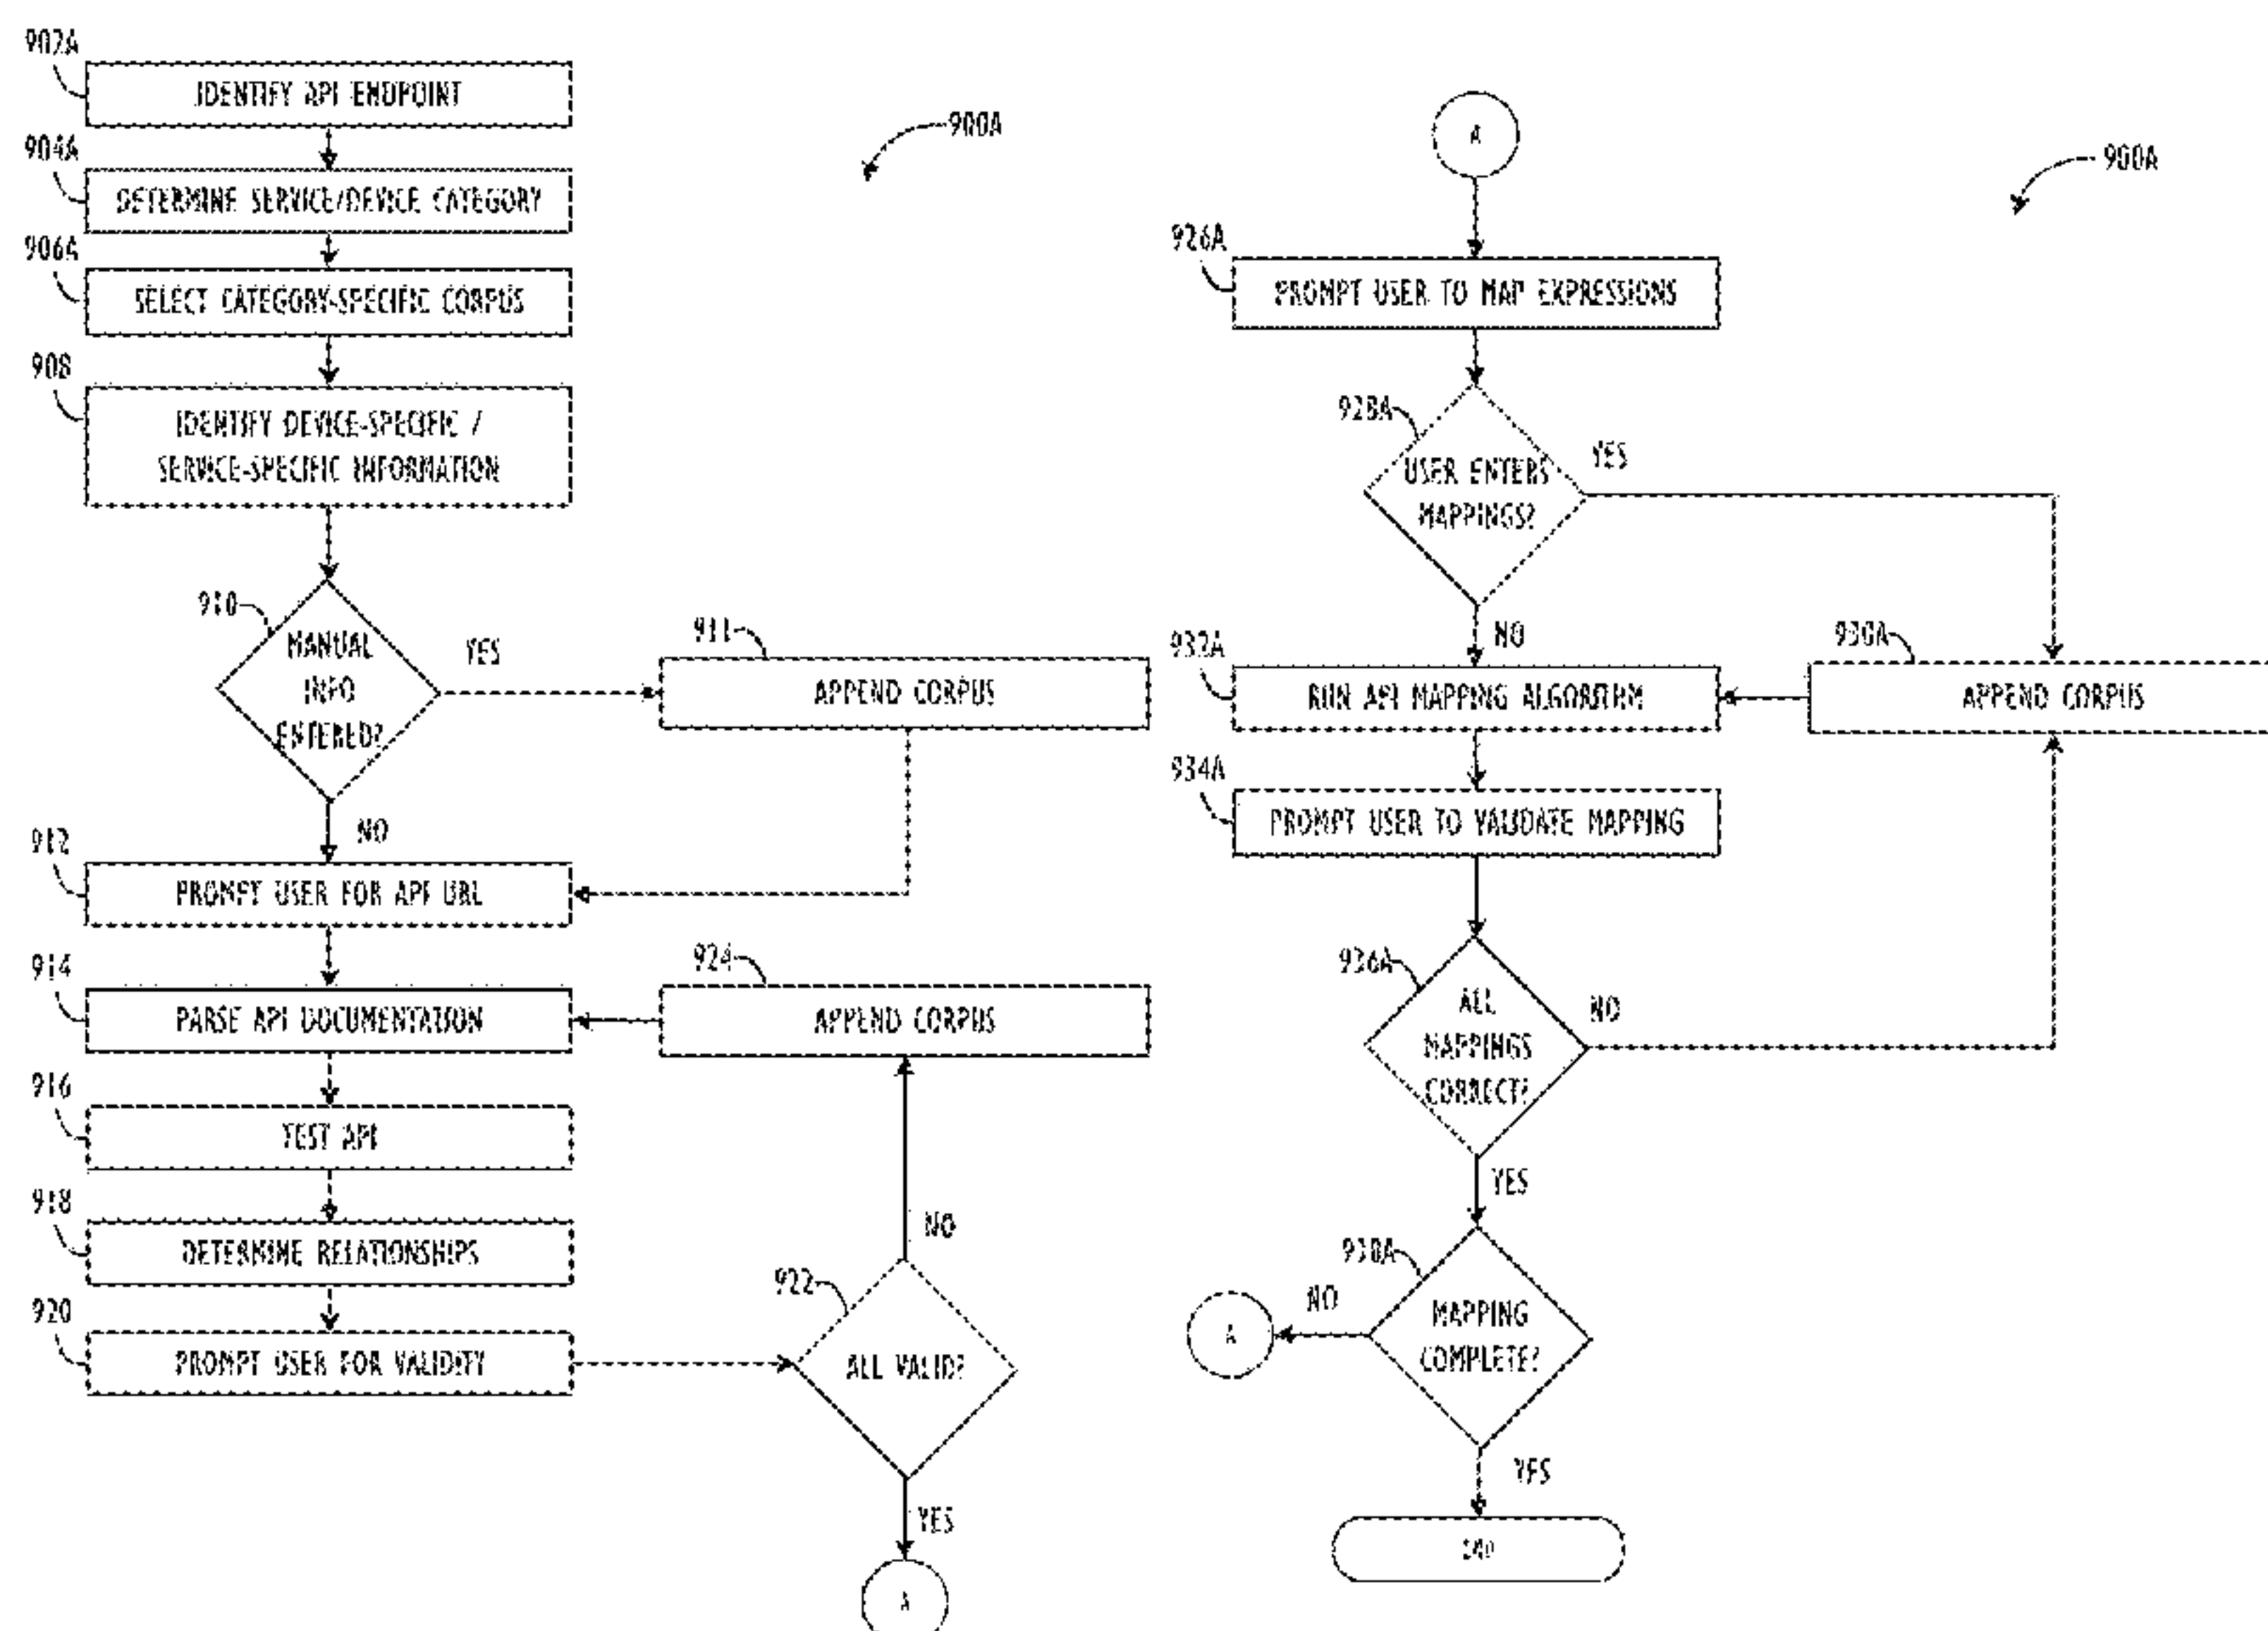 902A
IDENTIFY API ENDPOINT
904A
DETERMINE SERVICE/DEVICE CATEGORY
906A
SELECT CATEGORY-SPECIFIC CORPUS
908
IDENTIFY DEVICE-SPECIFIC /
SERVICE-SPECIFIC INFORMATION
900A
910
MANUAL
INFO
ENTERED?
YES
911
APPEND CORPUS
NO
912
PROMPT USER FOR API URL
914
PARSE API DOCUMENTATION
924
APPEND CORPUS
916
TEST API
918
DETERMINE RELATIONSHIPS
920
PROMPT USER FOR VALIDITY
NO
922
ALL VALID?
YES
A
A
900A
926A
PROMPT USER TO MAP EXPRESSIONS
928A
USER ENTERS
MAPPINGS?
YES
NO
930A
APPEND CORPUS
932A
RUN API MAPPING ALGORITHM
934A
PROMPT USER TO VALIDATE MAPPING
936A
ALL
MAPPINGS
CORRECT?
NO
YES
938A
MAPPING
COMPLETE?
NO
A
YES
END